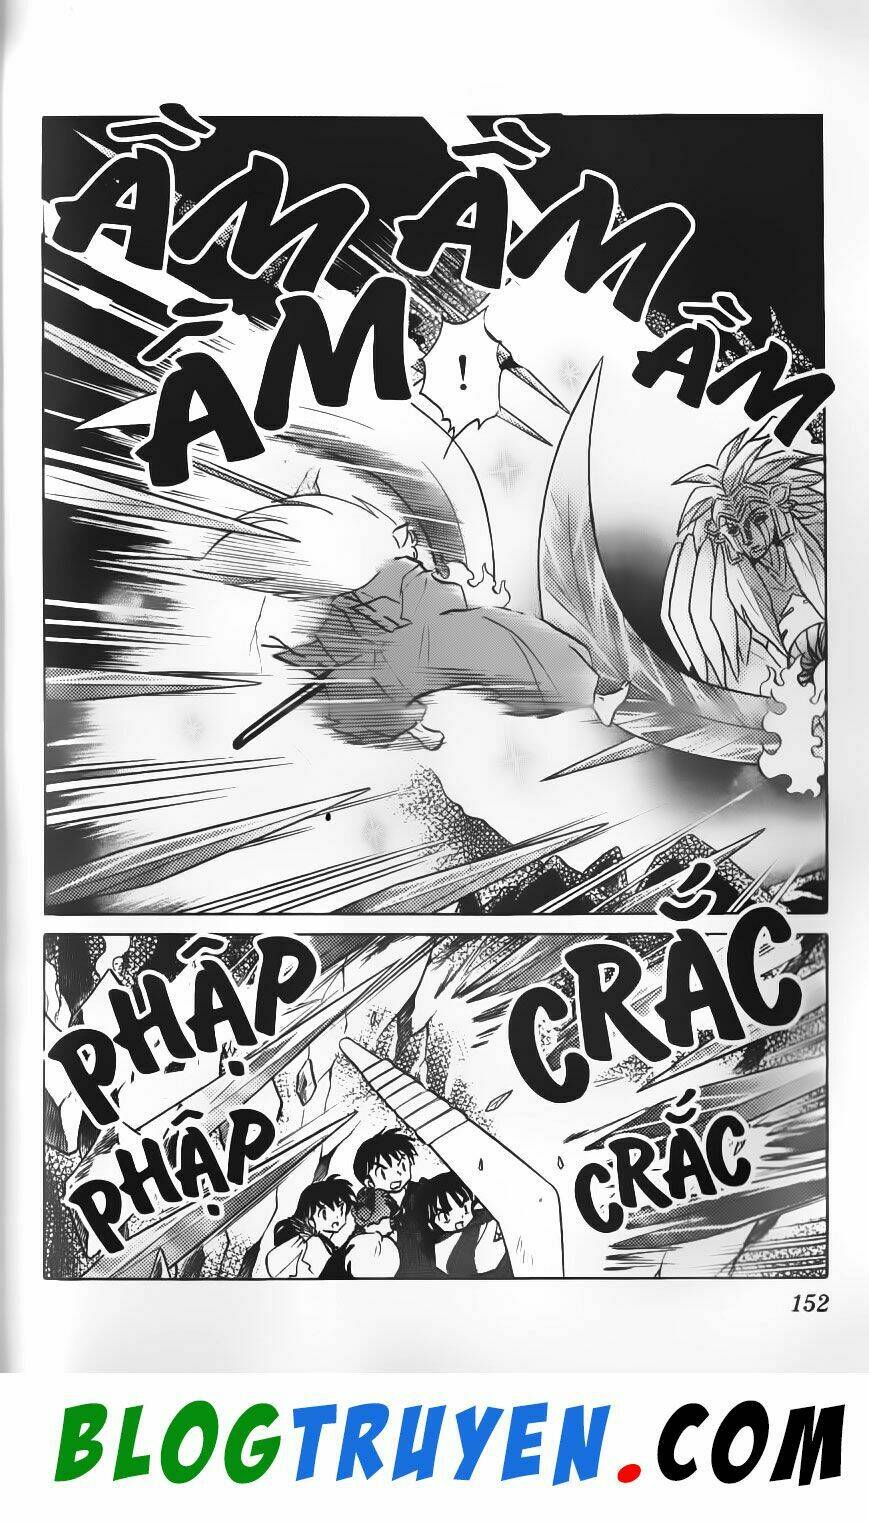 ẦM ẦM
ẦM
!
ẦM
PHẬP
CRẮC
PHẬP
CRẮC
152
BLOGTRUYEN.COM